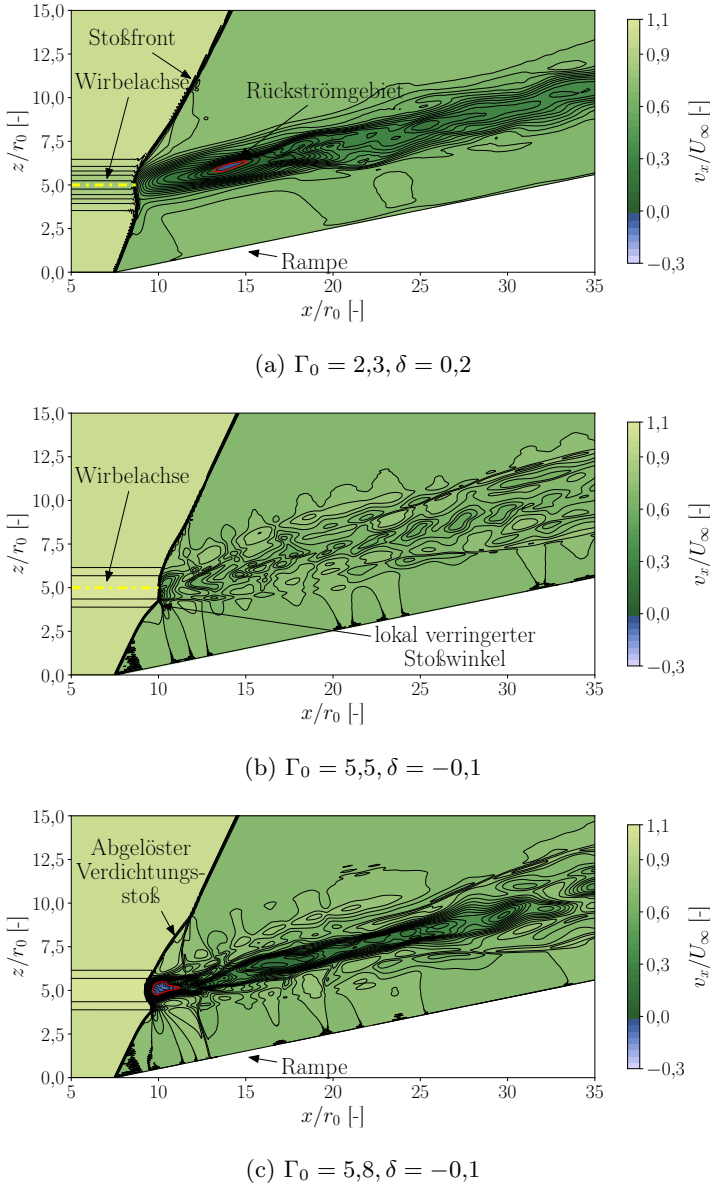 15,0
12,5
10,0
7,5
5,0
2,5
0,0
z/r₀ [-]
Stoßfront
Wirbelachse
Rückströmgebiet
Rampe
5
10
15
20
25
30
35
x/r₀ [-]
1,1
0,9
0,6
0,3
0,0
−0,3
vₓ/U∞ [-]
(a) Γ₀ = 2,3, δ = 0,2
15,0
12,5
10,0
7,5
5,0
2,5
0,0
z/r₀ [-]
Wirbelachse
lokal verringerter
Stoßwinkel
5
10
15
20
25
30
35
x/r₀ [-]
1,1
0,9
0,6
0,3
0,0
−0,3
vₓ/U∞ [-]
(b) Γ₀ = 5,5, δ = −0,1
15,0
12,5
10,0
7,5
5,0
2,5
0,0
z/r₀ [-]
Abgelöster
Verdichtungs-
stoß
Rampe
5
10
15
20
25
30
35
x/r₀ [-]
1,1
0,9
0,6
0,3
0,0
−0,3
vₓ/U∞ [-]
(c) Γ₀ = 5,8, δ = −0,1